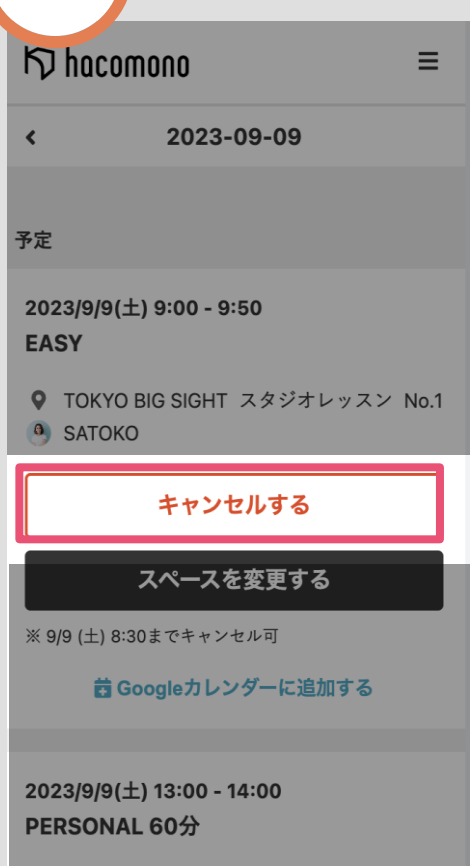 hacomono
2023-09-09
予定
2023/9/9(土) 9:00 - 9:50
EASY
TOKYO BIG SIGHT スタジオレッスン No.1
SATOKO
キャンセルする
スペースを変更する
※ 9/9 (土) 8:30までキャンセル可
Googleカレンダーに追加する
2023/9/9(土) 13:00 - 14:00
PERSONAL 60分